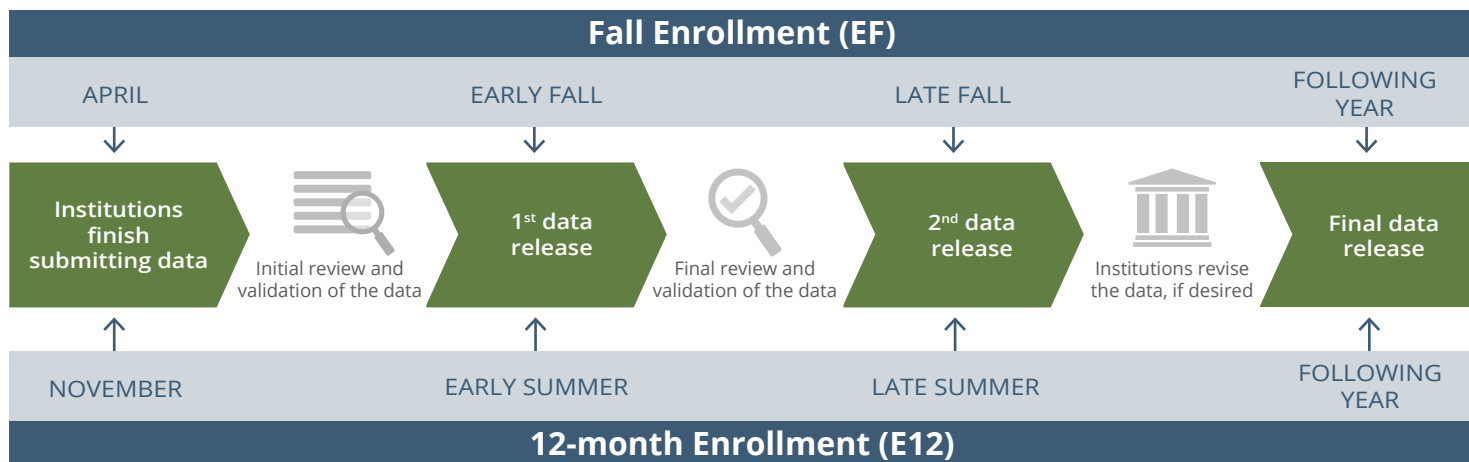 Fall Enrollment (EF)
APRIL
EARLY FALL
LATE FALL
FOLLOWING
YEAR
Institutions
finish
submitting data
Initial review and
validation of the data
1st data
release
Final review and
validation of the data
2nd data
release
Institutions revise
the data, if desired
Final data
release
NOVEMBER
EARLY SUMMER
LATE SUMMER
FOLLOWING
YEAR
12-month Enrollment (E12)